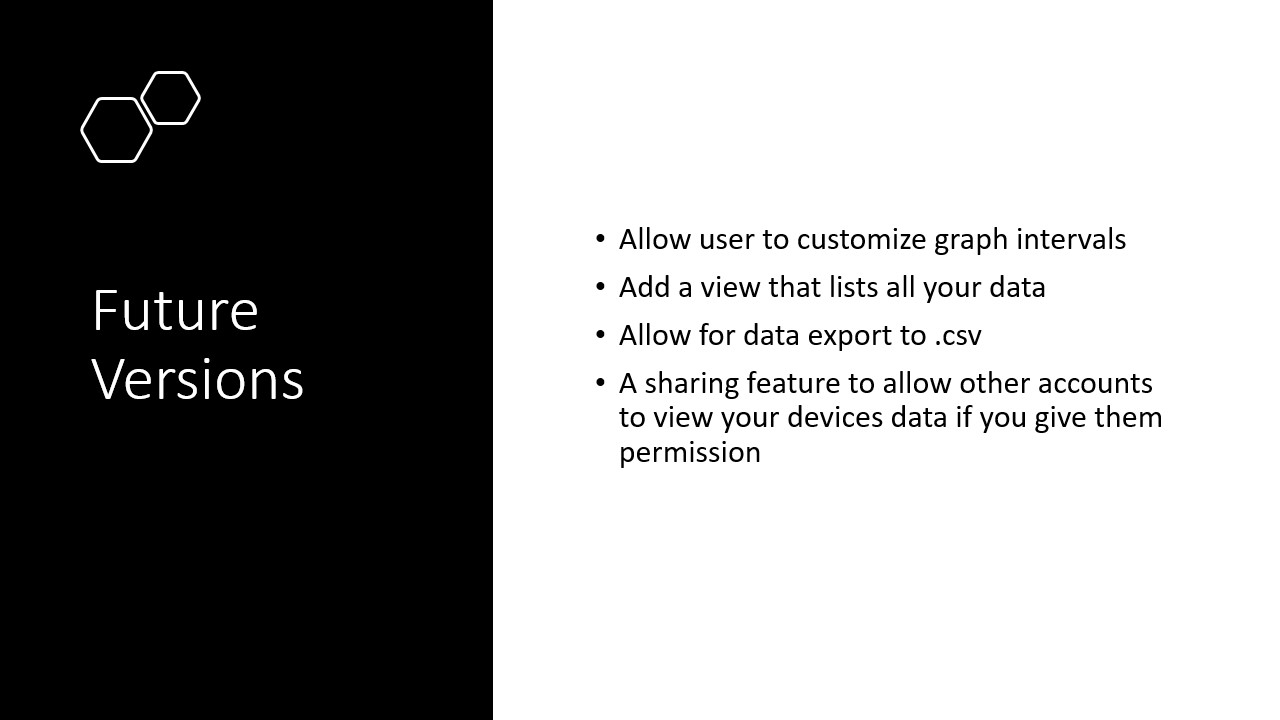 Future
Versions
• Allow user to customize graph intervals
• Add a view that lists all your data
• Allow for data export to .csv
• A sharing feature to allow other accounts
to view your devices data if you give them
permission